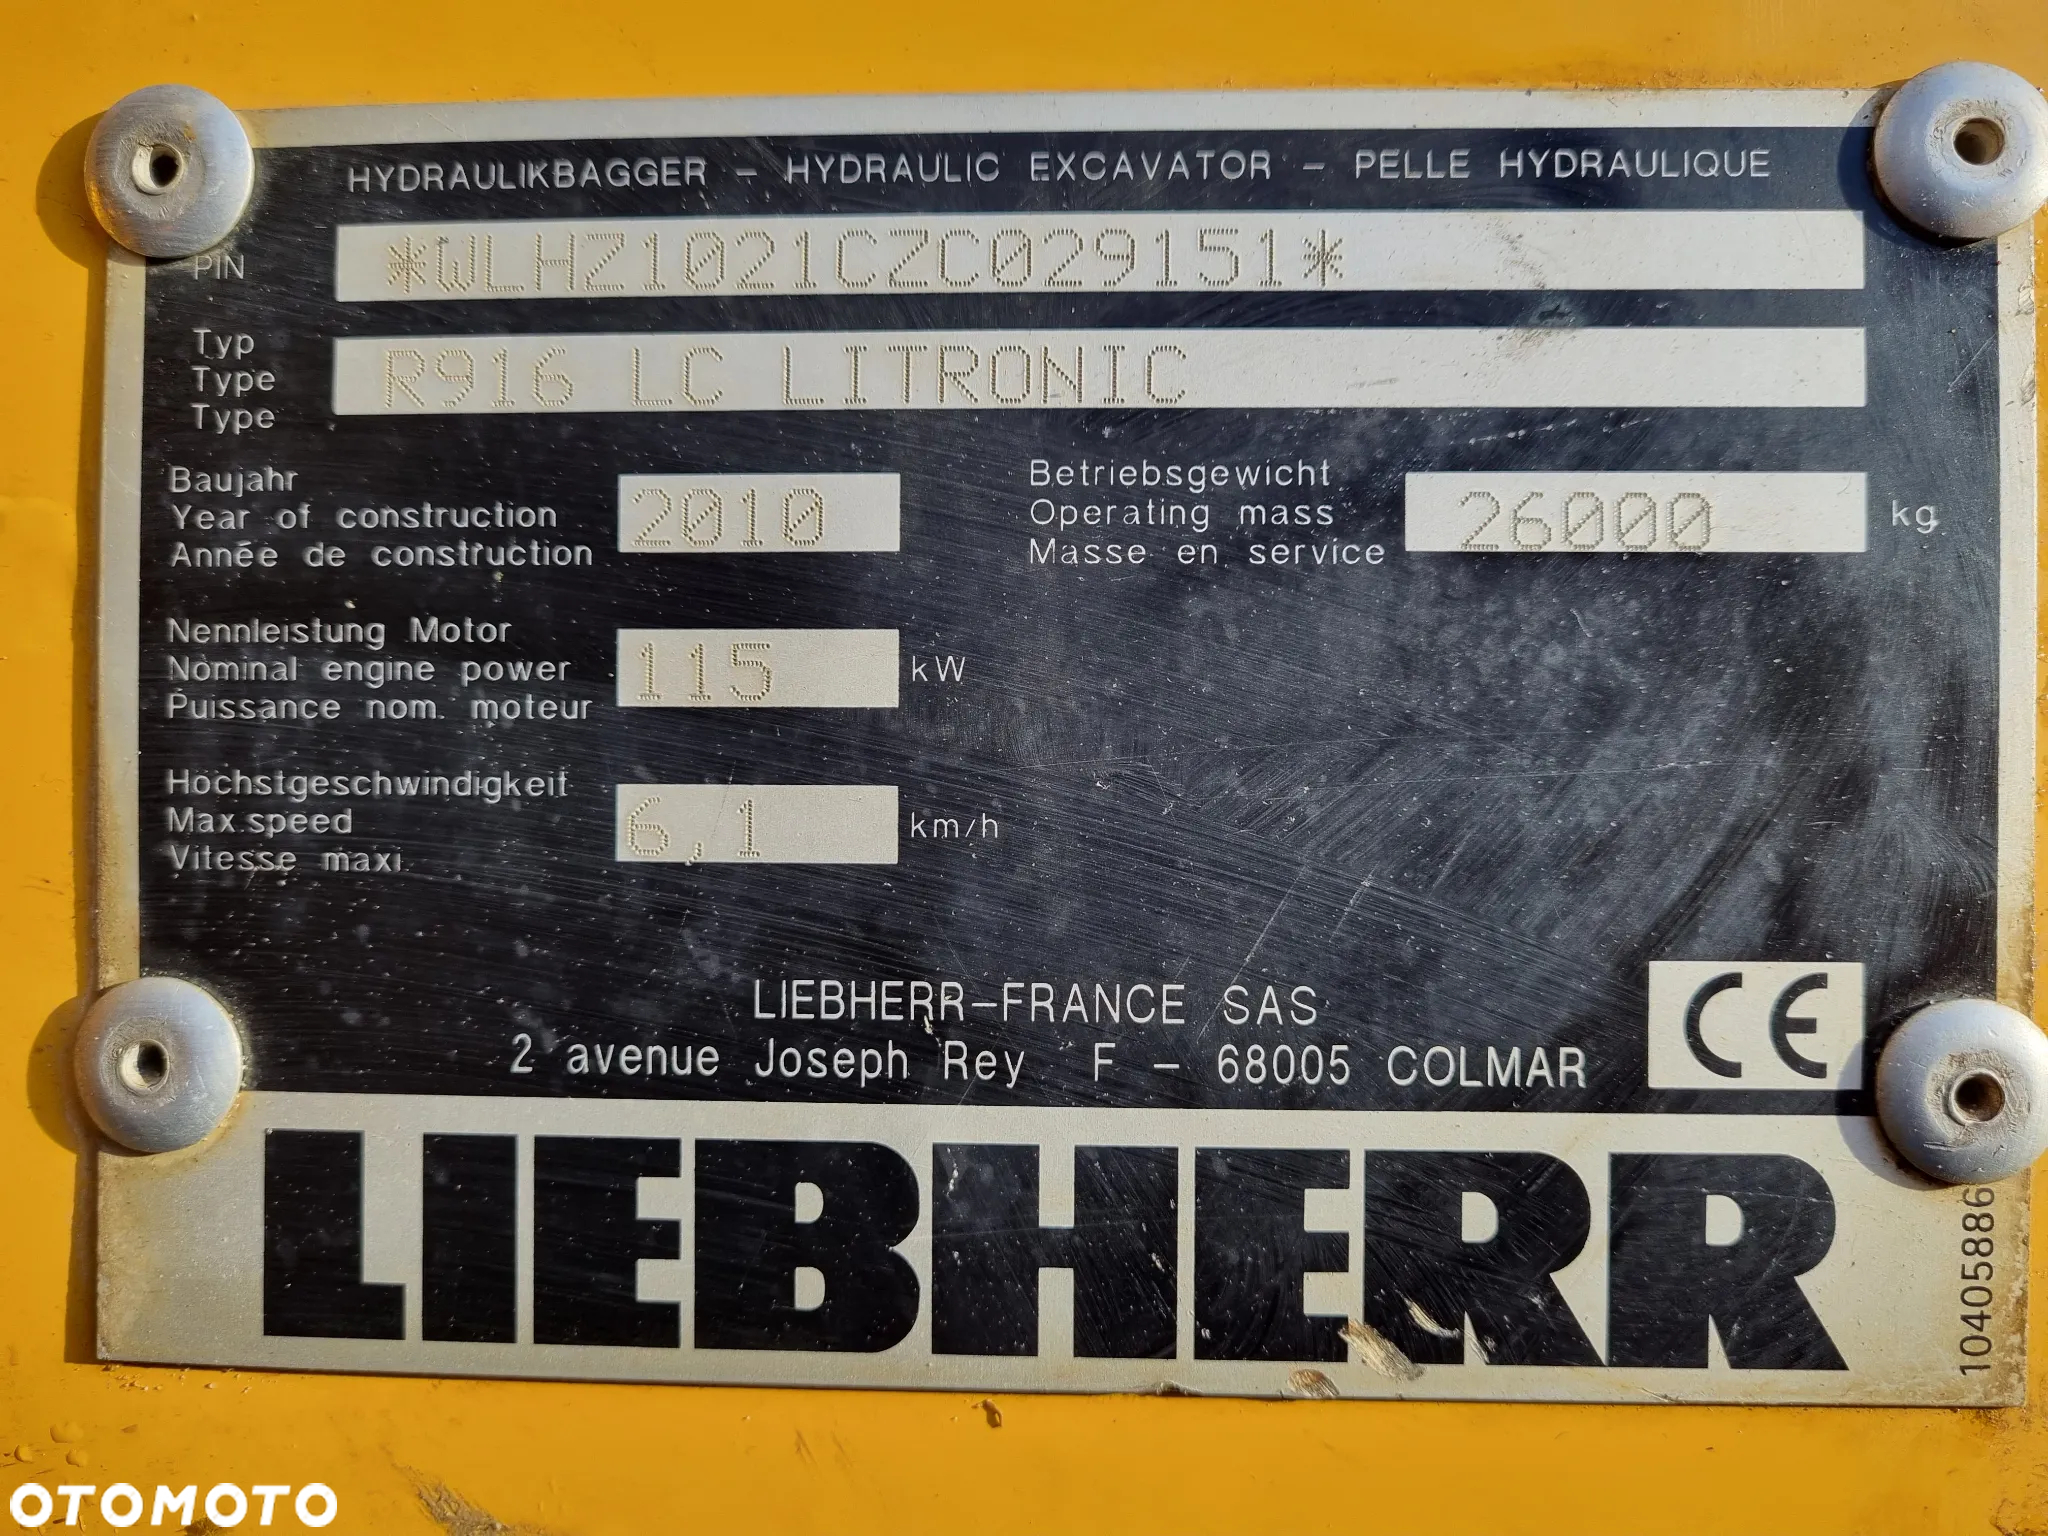 HYDRAULIKBAGGER – HYDRAULIC EXCAVATOR – PELLE HYDRAULIQUE
PIN *WLHZ1021CZC029151*
Typ
Type R916 LC LITRONIC
Type
Baujahr
Year of construction 2010
Année de construction
Betriebsgewicht
Operating mass 26000 kg
Masse en service
Nennleistung Motor
Nominal engine power 115 kW
Puissance nom. moteur
Höchstgeschwindigkeit
Max.speed 6,1 km/h
Vitesse maxi
LIEBHERR–FRANCE SAS
2 avenue Joseph Rey F – 68005 COLMAR
CE
LIEBHERR
10405886
OTOMOTO